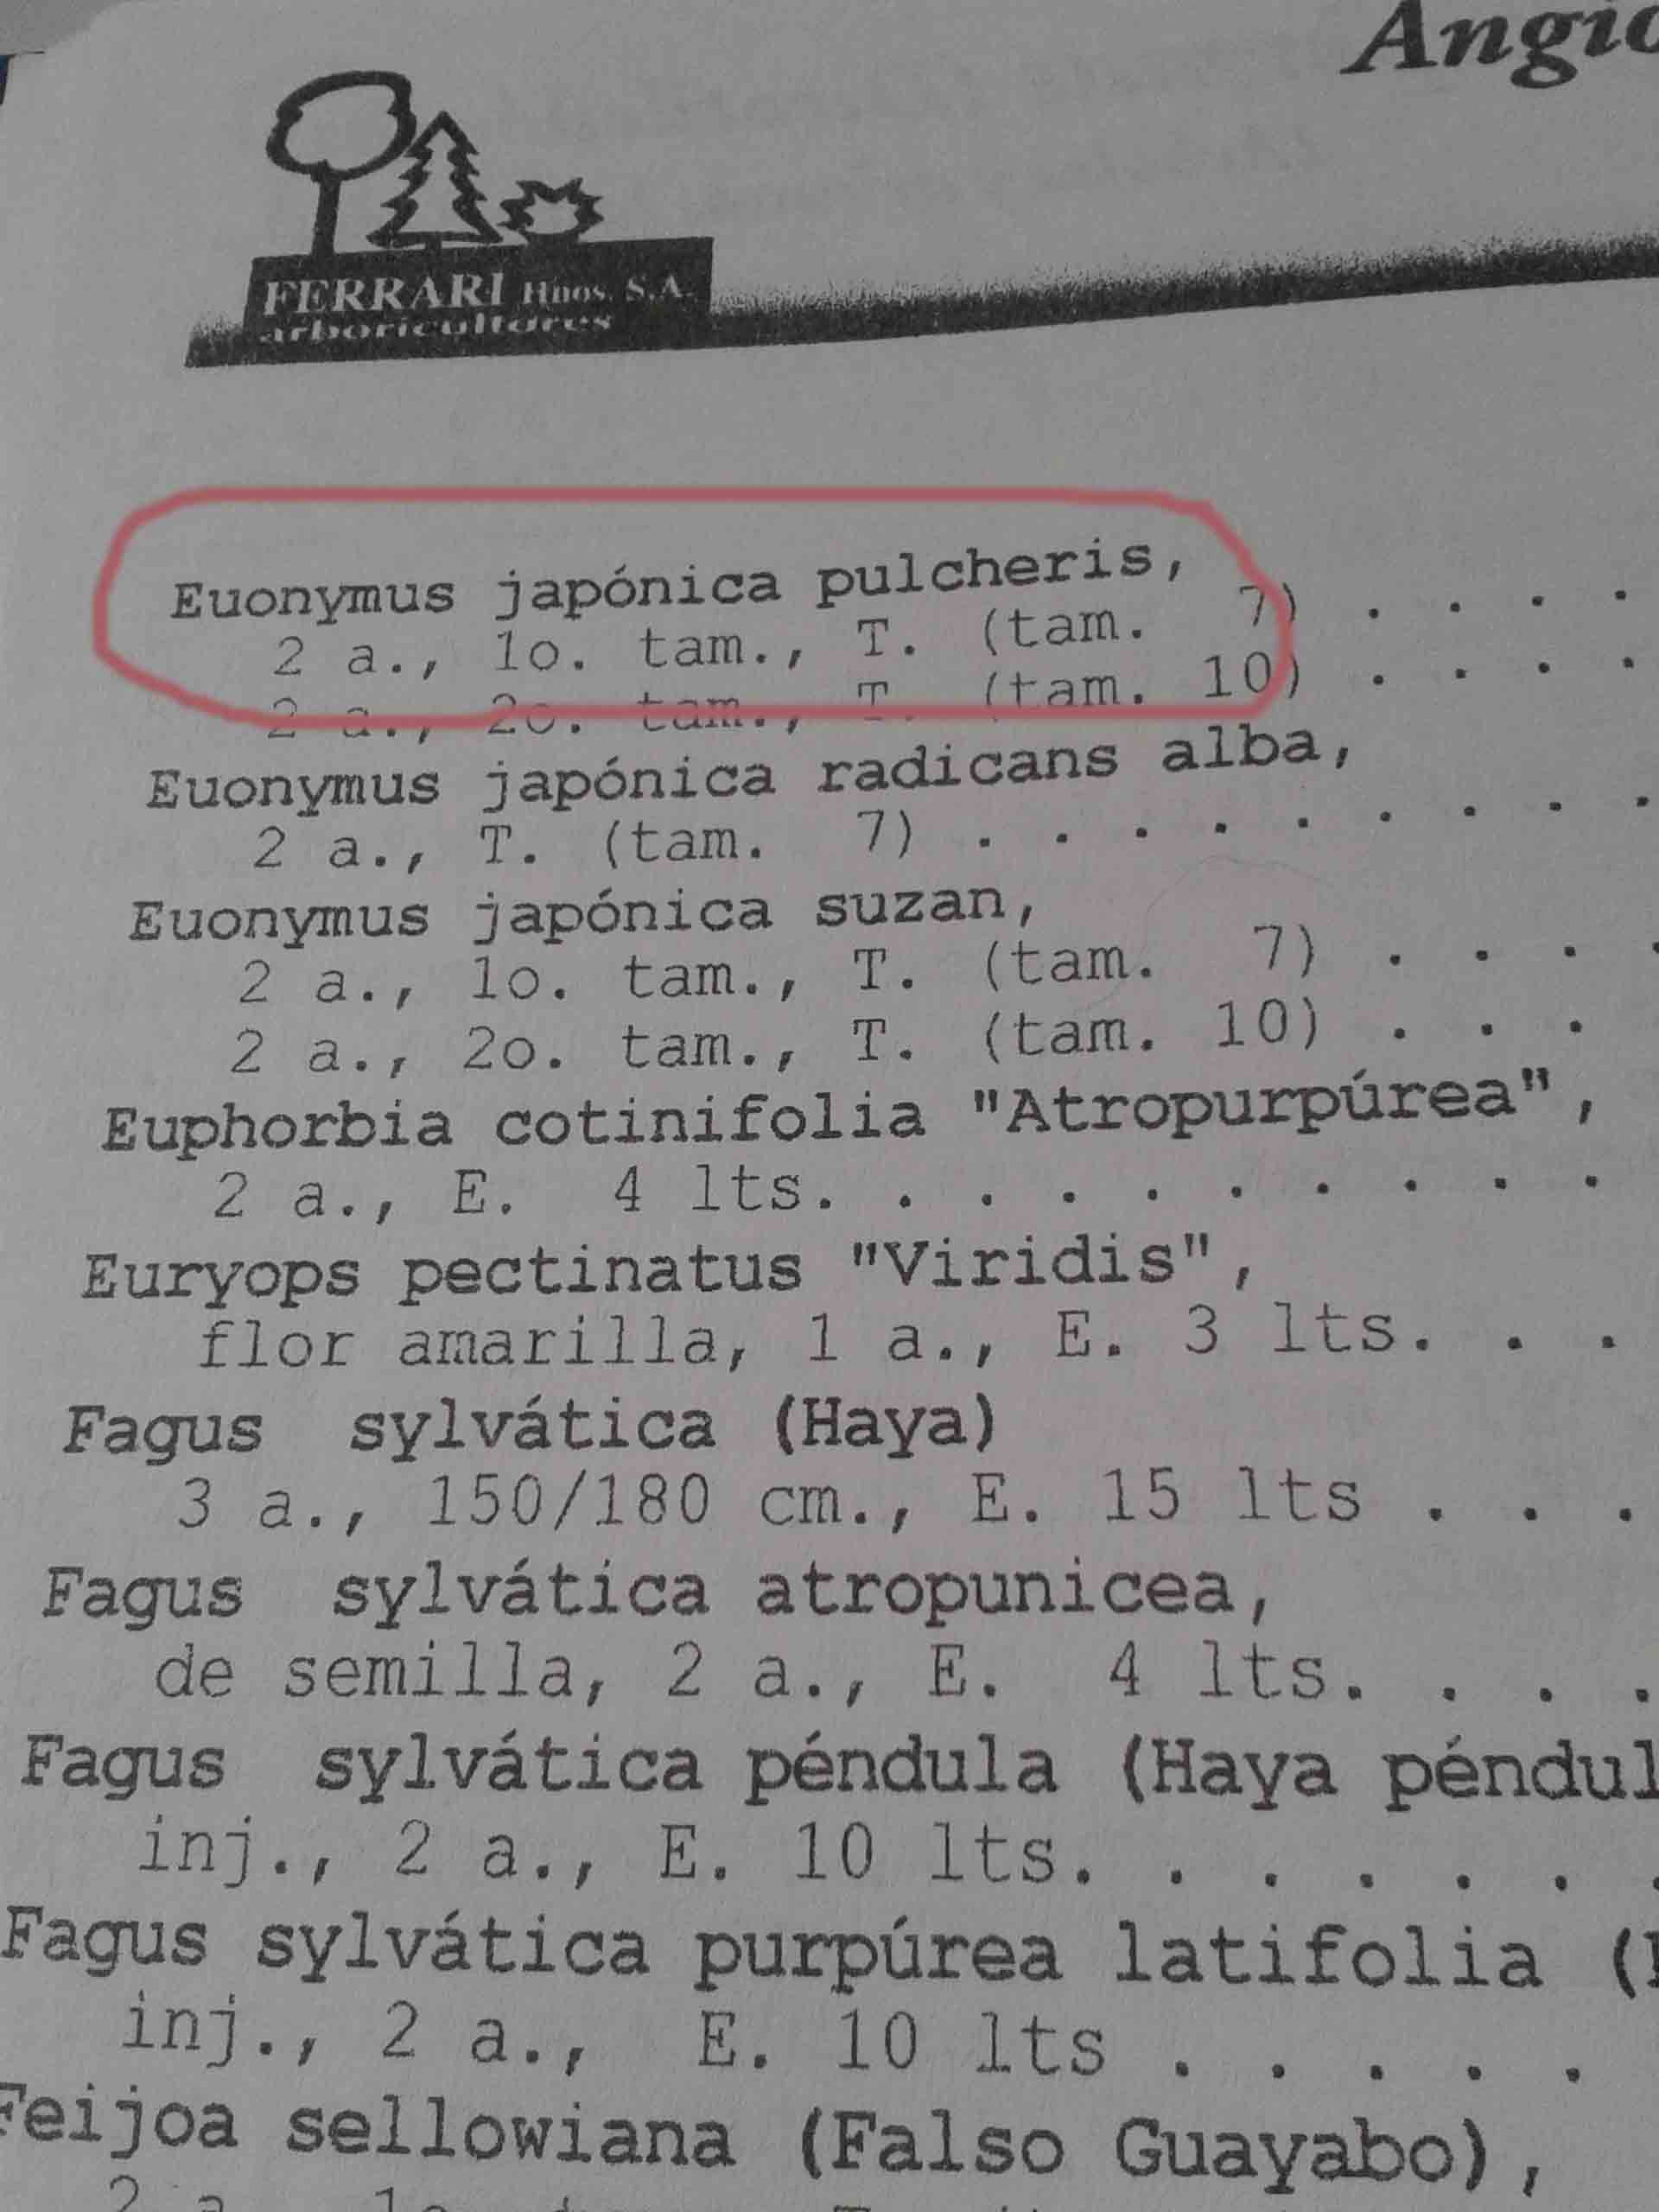 FERRARI Hnos. S.A.
arboricultores
Euonymus japónica pulcheris,
2 a., 1o. tam., T. (tam. 7) . . . .
2 a., 2o. tam., T. (tam. 10) . . . .
Euonymus japónica radicans alba,
2 a., T. (tam. 7) . . . . . . . . .
Euonymus japónica suzan,
2 a., 1o. tam., T. (tam. 7) . . . .
2 a., 2o. tam., T. (tam. 10) . . .
Euphorbia cotinifolia "Atropurpúrea",
2 a., E. 4 lts. . . . . . . . . .
Euryops pectinatus "Viridis",
flor amarilla, 1 a., E. 3 lts. . .
Fagus sylvática (Haya)
3 a., 150/180 cm., E. 15 lts . . .
Fagus sylvática atropunicea,
de semilla, 2 a., E. 4 lts. . . .
Fagus sylvática péndula (Haya péndul
inj., 2 a., E. 10 lts. . . . . . .
Fagus sylvática purpúrea latifolia (
inj., 2 a., E. 10 lts . . . . .
Feijoa sellowiana (Falso Guayabo),